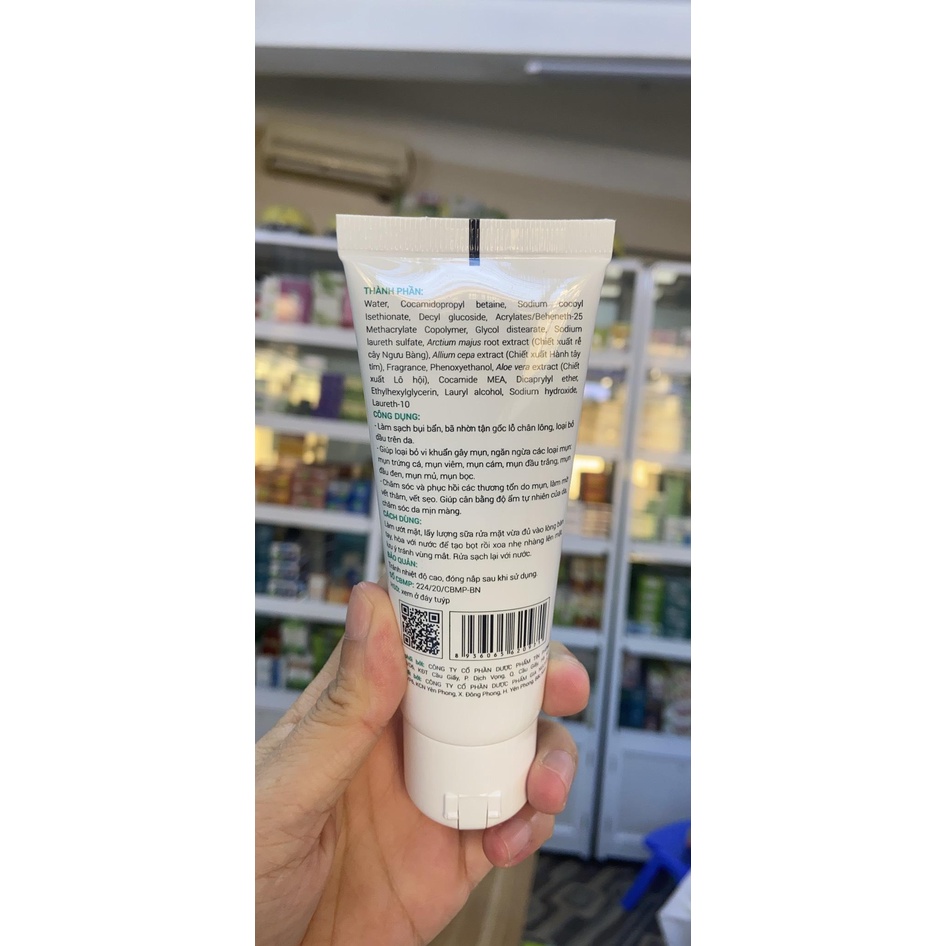 THÀNH PHẦN:
Water, Cocamidopropyl betaine, Sodium cocoyl
Isethionate, Decyl glucoside, Acrylates/Beheneth-25
Methacrylate Copolymer, Glycol distearate, Sodium
laureth sulfate, Arctium majus root extract (Chiết xuất rễ
cây Ngưu Bàng), Allium cepa extract (Chiết xuất Hành tây
tím), Fragrance, Phenoxyethanol, Aloe vera extract (Chiết
xuất Lô hội), Cocamide MEA, Dicaprylyl ether,
Ethylhexylglycerin, Lauryl alcohol, Sodium hydroxide,
Laureth-10
CÔNG DỤNG:
- Làm sạch bụi bẩn, bã nhờn tận gốc lỗ chân lông, loại bỏ
dầu trên da.
- Giúp loại bỏ vi khuẩn gây mụn, ngăn ngừa các loại mụn:
mụn trứng cá, mụn viêm, mụn cám, mụn đầu trắng, mụn
đầu đen, mụn mủ, mụn bọc.
- Chăm sóc và phục hồi các thương tổn do mụn, làm mờ
vết thâm, vết sẹo. Giúp cân bằng độ ẩm tự nhiên của da,
chăm sóc da mịn màng.
CÁCH DÙNG:
Làm ướt mặt, lấy lượng sữa rửa mặt vừa đủ vào lòng bàn
tay, hòa với nước để tạo bọt rồi xoa nhẹ nhàng lên mặt,
lưu ý tránh vùng mắt. Rửa sạch lại với nước.
BẢO QUẢN:
Tránh nhiệt độ cao, đóng nắp sau khi sử dụng.
SỐ CBMP: 224/20/CBMP-BN
xem ở đáy tuýp
8 936065
CÔNG TY CỔ PHẦN DƯỢC PHẨM
KĐT Cầu Giấy, P. Dịch Vọng, Q. Cầu Giấy,
CÔNG TY CỔ PHẦN DƯỢC PHẨM
KCN Yên Phong, X. Đông Phong, H. Yên Phong,